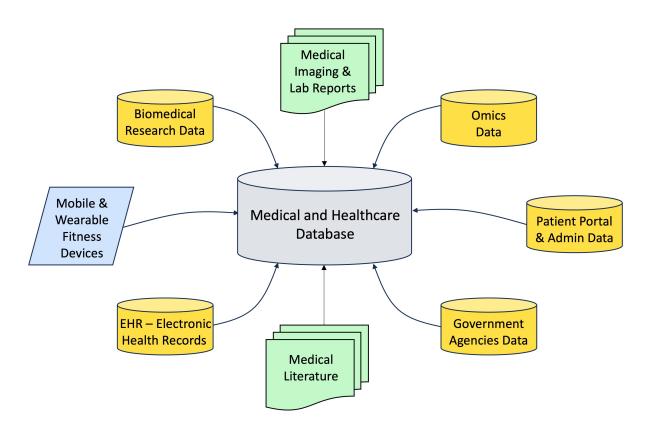 Medical
Imaging &
Lab Reports
Biomedical
Research Data
Omics
Data
Mobile &
Wearable
Fitness
Devices
Medical and Healthcare
Database
Patient Portal
& Admin Data
EHR – Electronic
Health Records
Government
Agencies Data
Medical
Literature